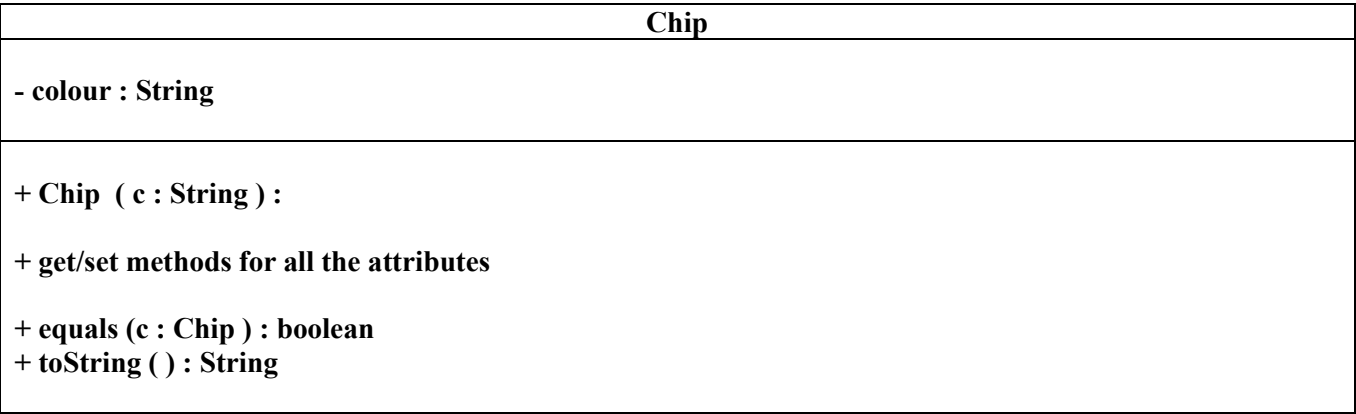 Chip
- colour : String
+ Chip ( c : String ) :
+ get/set methods for all the attributes
+ equals (c : Chip ) : boolean
+ toString ( ) : String